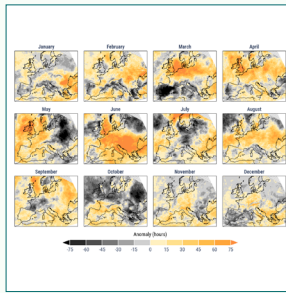 January February March April
May June July August
September October November December
Anomaly (hours)
-75 -60 -45 -30 -15 0 15 30 45 60 75